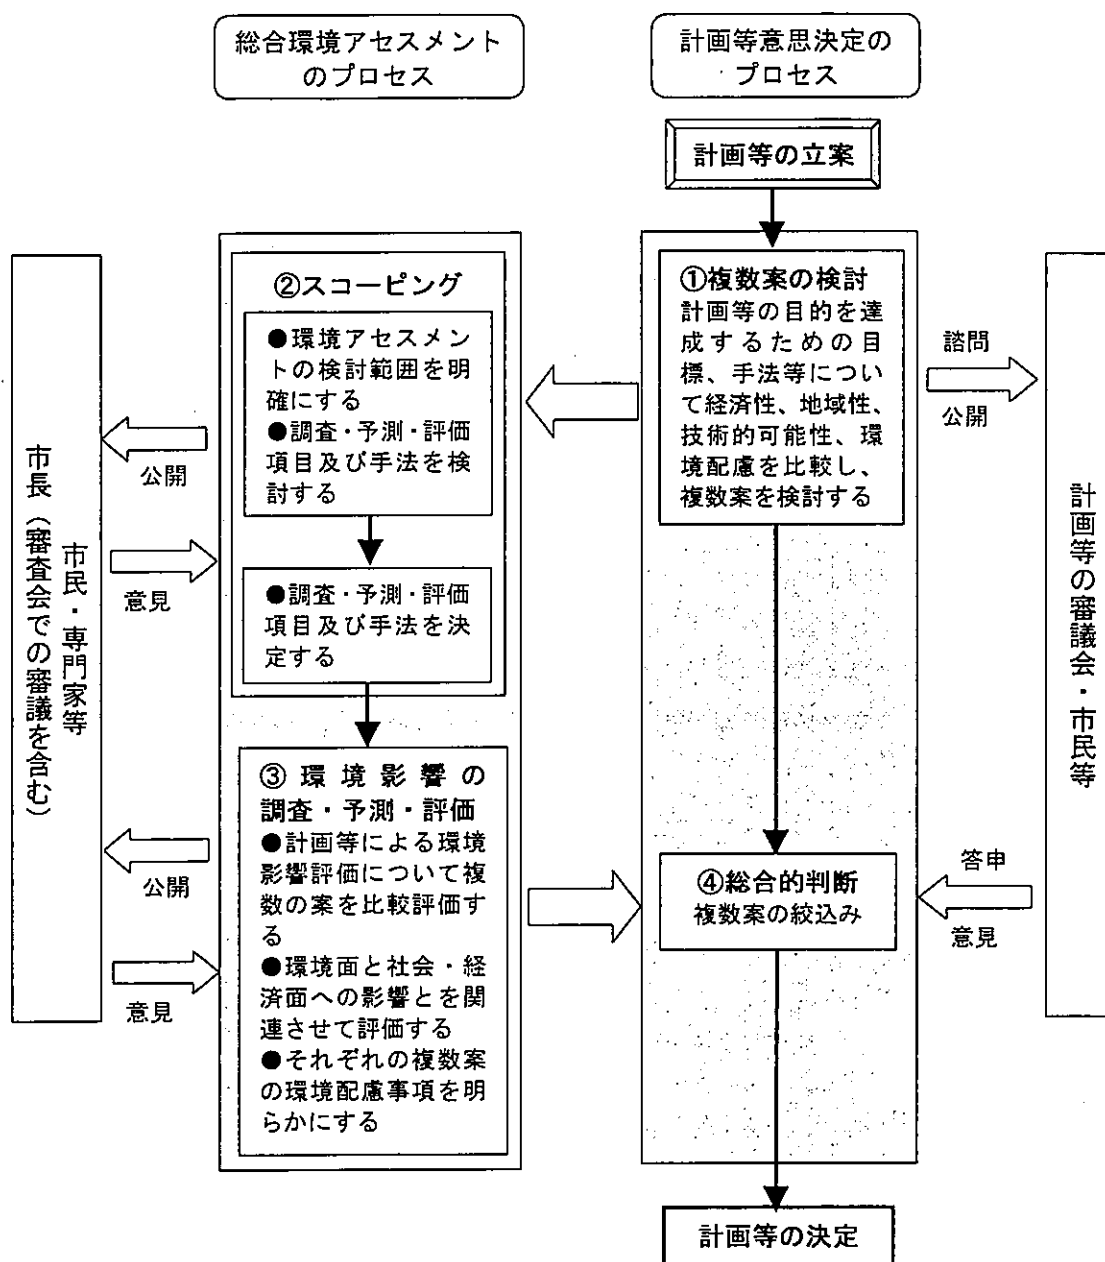 総合環境アセスメント
のプロセス
計画等意思決定の
プロセス
計画等の立案
①複数案の検討
計画等の目的を達
成するための目
標、手法等につい
て経済性、地域性、
技術的可能性、環
境配慮を比較し、
複数案を検討する
②スコーピング
●環境アセスメン
トの検討範囲を明
確にする
●調査・予測・評価
項目及び手法を検
討する
●調査・予測・評価
項目及び手法を決
定する
③環境影響の
調査・予測・評価
●計画等による環境
影響評価について複
数の案を比較評価す
る
●環境面と社会・経
済面への影響とを関
連させて評価する
●それぞれの複数案
の環境配慮事項を明
らかにする
④総合的判断
複数案の絞込み
計画等の決定
市民・専門家等
市長（審査会での審議を含む）
公開
意見
公開
意見
諮問
公開
答申
意見
計画等の審議会・市民等